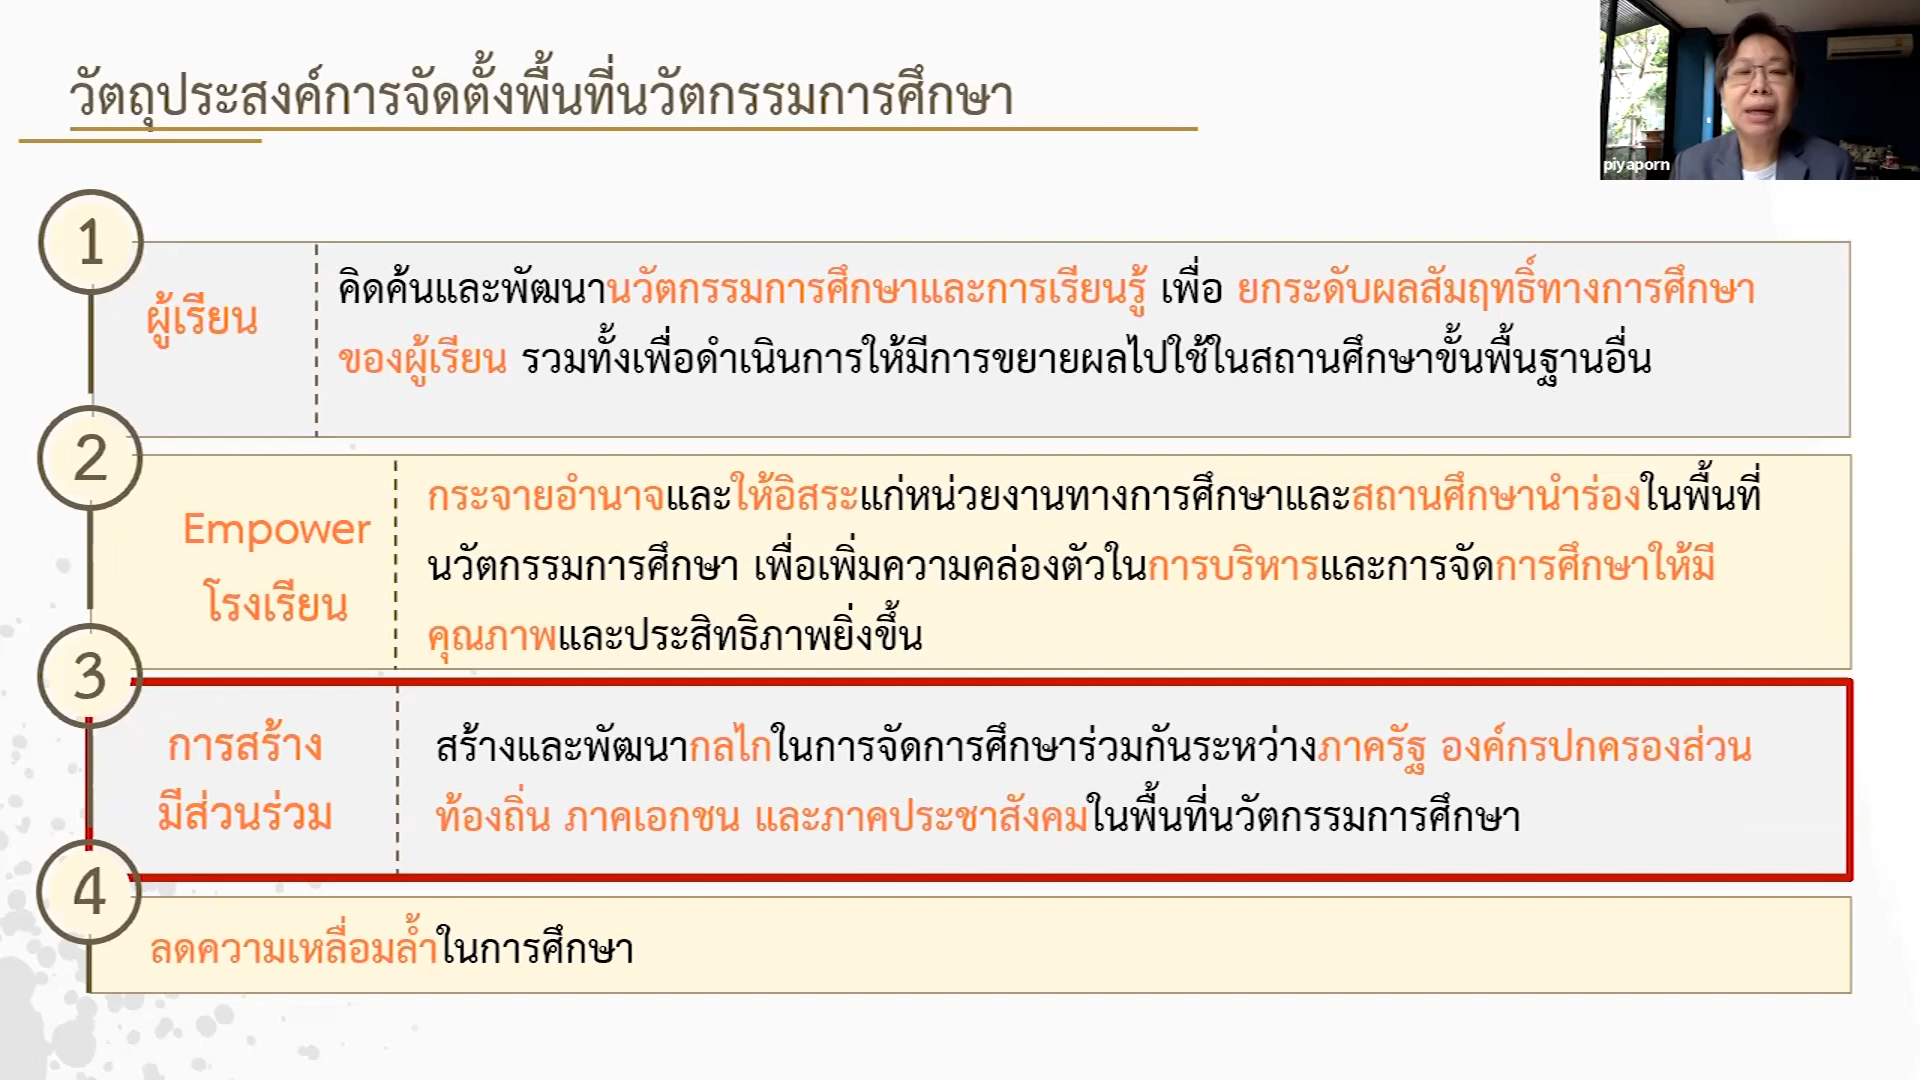 วัตถุประสงค์การจัดตั้งพื้นที่นวัตกรรมการศึกษา
piyaporn
1
ผู้เรียน
คิดค้นและพัฒนานวัตกรรมการศึกษาและการเรียนรู้ เพื่อ ยกระดับผลสัมฤทธิ์ทางการศึกษา
ของผู้เรียน รวมทั้งเพื่อดำเนินการให้มีการขยายผลไปใช้ในสถานศึกษาขั้นพื้นฐานอื่น
2
Empower
โรงเรียน
กระจายอำนาจและให้อิสระแก่หน่วยงานทางการศึกษาและสถานศึกษานำร่องในพื้นที่
นวัตกรรมการศึกษา เพื่อเพิ่มความคล่องตัวในการบริหารและการจัดการศึกษาให้มี
คุณภาพและประสิทธิภาพยิ่งขึ้น
3
การสร้าง
มีส่วนร่วม
สร้างและพัฒนากลไกในการจัดการศึกษาร่วมกันระหว่างภาครัฐ องค์กรปกครองส่วน
ท้องถิ่น ภาคเอกชน และภาคประชาสังคมในพื้นที่นวัตกรรมการศึกษา
4
ลดความเหลื่อมล้ำในการศึกษา